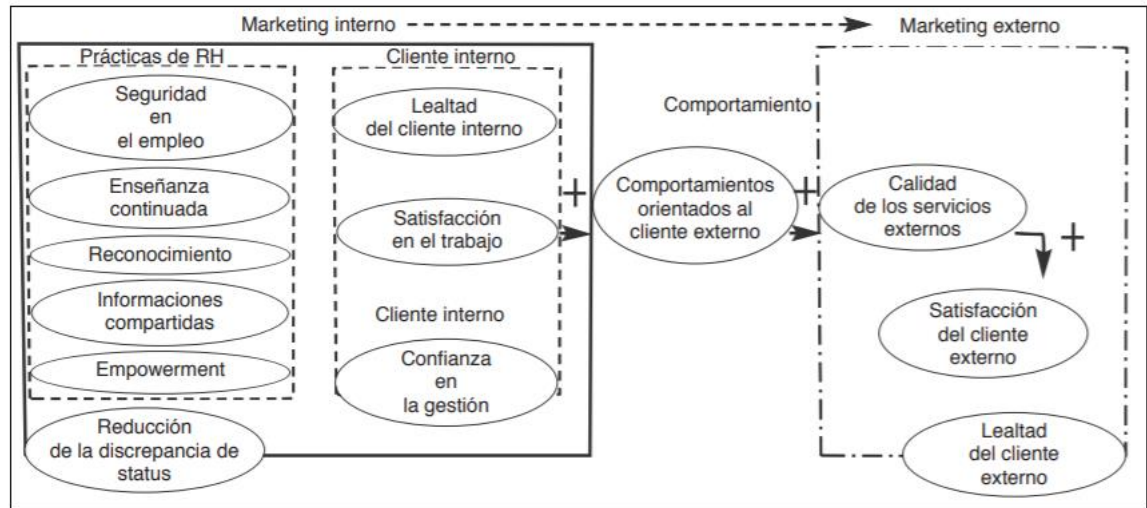 Marketing interno
Marketing externo
Prácticas de RH
Seguridad
en
el empleo
Enseñanza
continuada
Reconocimiento
Informaciones
compartidas
Empowerment
Reducción
de la discrepancia de
status
Cliente interno
Lealtad
del cliente interno
Satisfacción
en el trabajo
Cliente interno
Confianza
en
la gestión
+
Comportamiento
Comportamientos
orientados al
cliente externo
+
Calidad
de los servicios
externos
+
Satisfacción
del cliente
externo
Lealtad
del cliente
externo